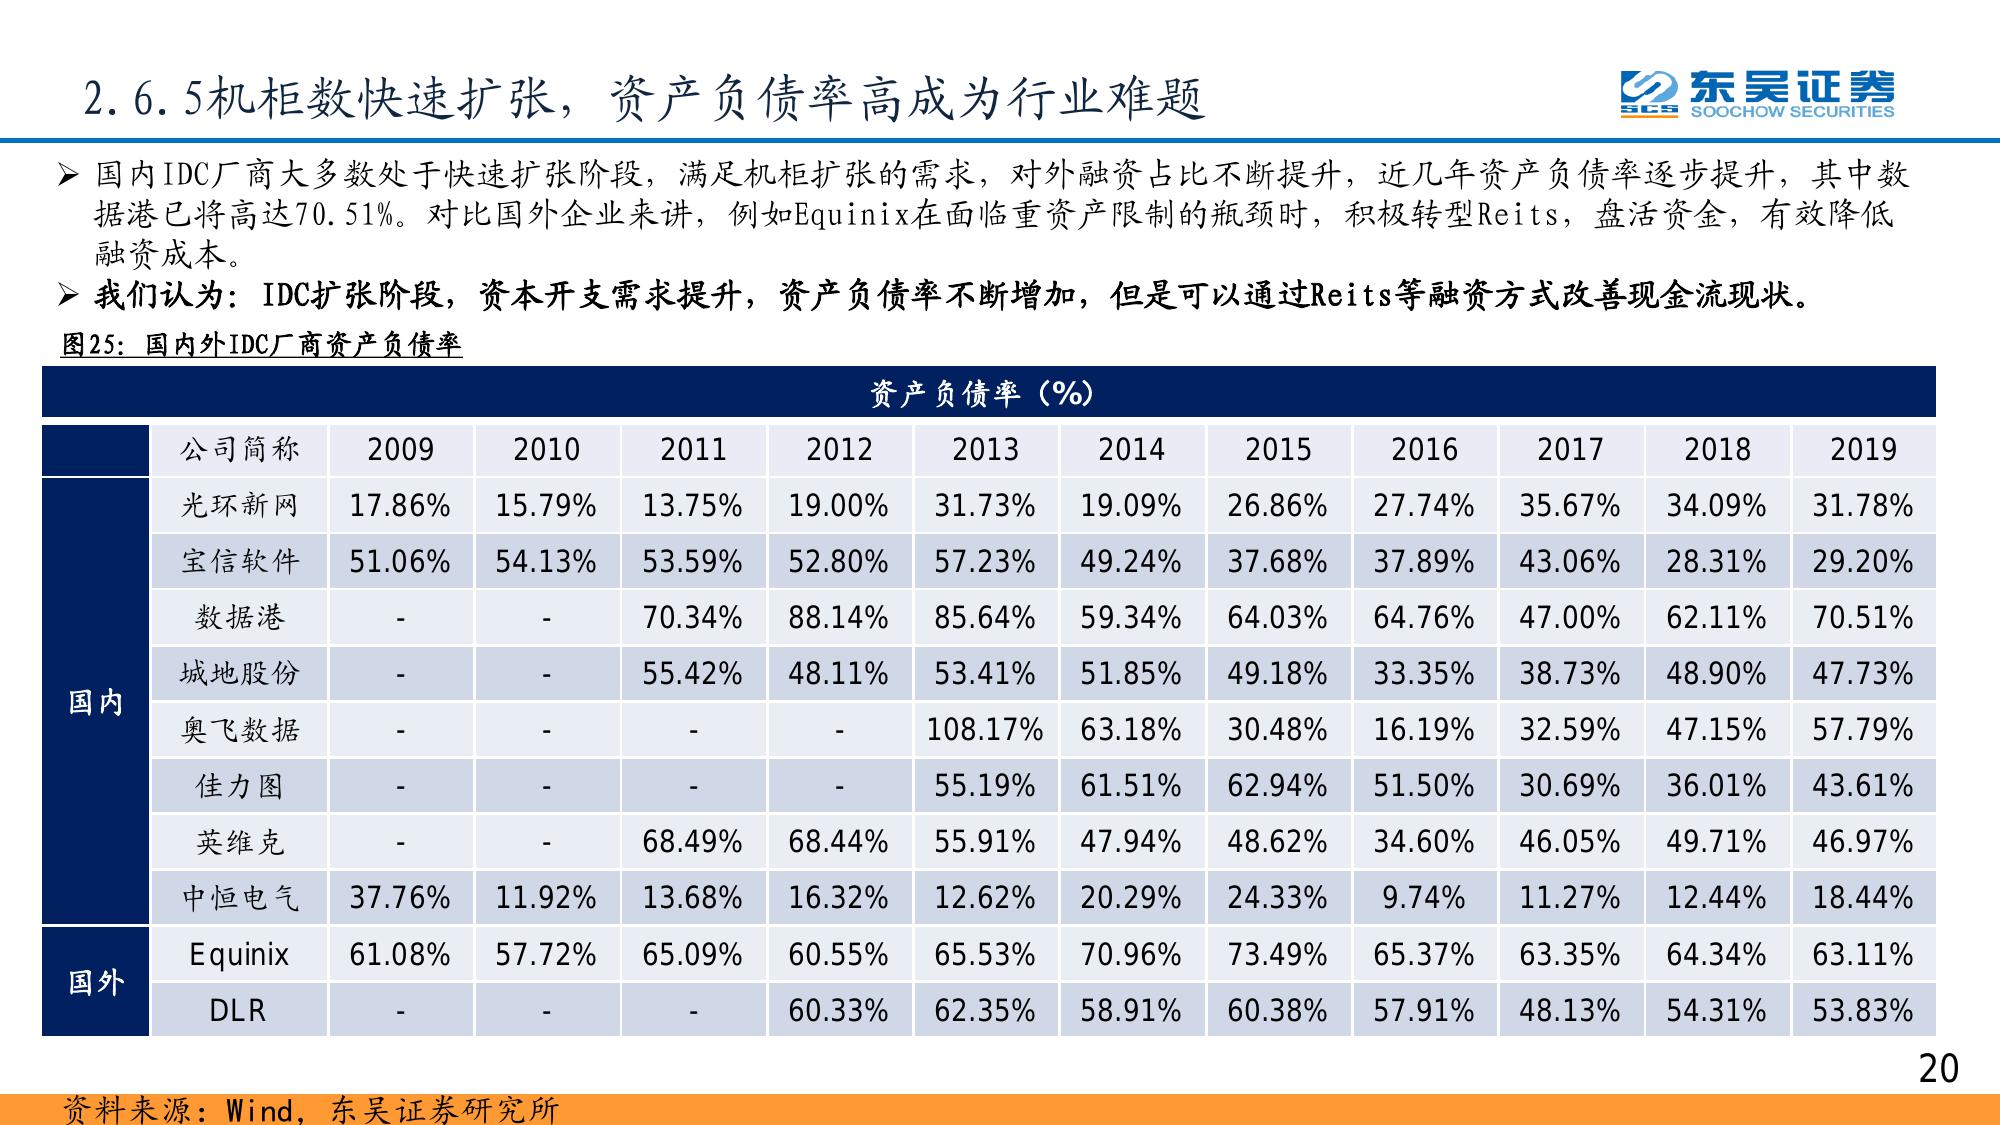 2.6.5机柜数快速扩张，资产负债率高成为行业难题
SCS 东吴证券
SOOCHOW SECURITIES
➢ 国内IDC厂商大多数处于快速扩张阶段，满足机柜扩张的需求，对外融资占比不断提升，近几年资产负债率逐步提升，其中数
据港已将高达70.51%。对比国外企业来讲，例如Equinix在面临重资产限制的瓶颈时，积极转型Reits，盘活资金，有效降低
融资成本。
➢ 我们认为：IDC扩张阶段，资本开支需求提升，资产负债率不断增加，但是可以通过Reits等融资方式改善现金流现状。
图25：国内外IDC厂商资产负债率
资产负债率（%）
公司简称 2009 2010 2011 2012 2013 2014 2015 2016 2017 2018 2019
国内
光环新网 17.86% 15.79% 13.75% 19.00% 31.73% 19.09% 26.86% 27.74% 35.67% 34.09% 31.78%
宝信软件 51.06% 54.13% 53.59% 52.80% 57.23% 49.24% 37.68% 37.89% 43.06% 28.31% 29.20%
数据港 - - 70.34% 88.14% 85.64% 59.34% 64.03% 64.76% 47.00% 62.11% 70.51%
城地股份 - - 55.42% 48.11% 53.41% 51.85% 49.18% 33.35% 38.73% 48.90% 47.73%
奥飞数据 - - - - 108.17% 63.18% 30.48% 16.19% 32.59% 47.15% 57.79%
佳力图 - - - - 55.19% 61.51% 62.94% 51.50% 30.69% 36.01% 43.61%
英维克 - - 68.49% 68.44% 55.91% 47.94% 48.62% 34.60% 46.05% 49.71% 46.97%
中恒电气 37.76% 11.92% 13.68% 16.32% 12.62% 20.29% 24.33% 9.74% 11.27% 12.44% 18.44%
国外
Equinix 61.08% 57.72% 65.09% 60.55% 65.53% 70.96% 73.49% 65.37% 63.35% 64.34% 63.11%
DLR - - - 60.33% 62.35% 58.91% 60.38% 57.91% 48.13% 54.31% 53.83%
20
资料来源：Wind，东吴证券研究所